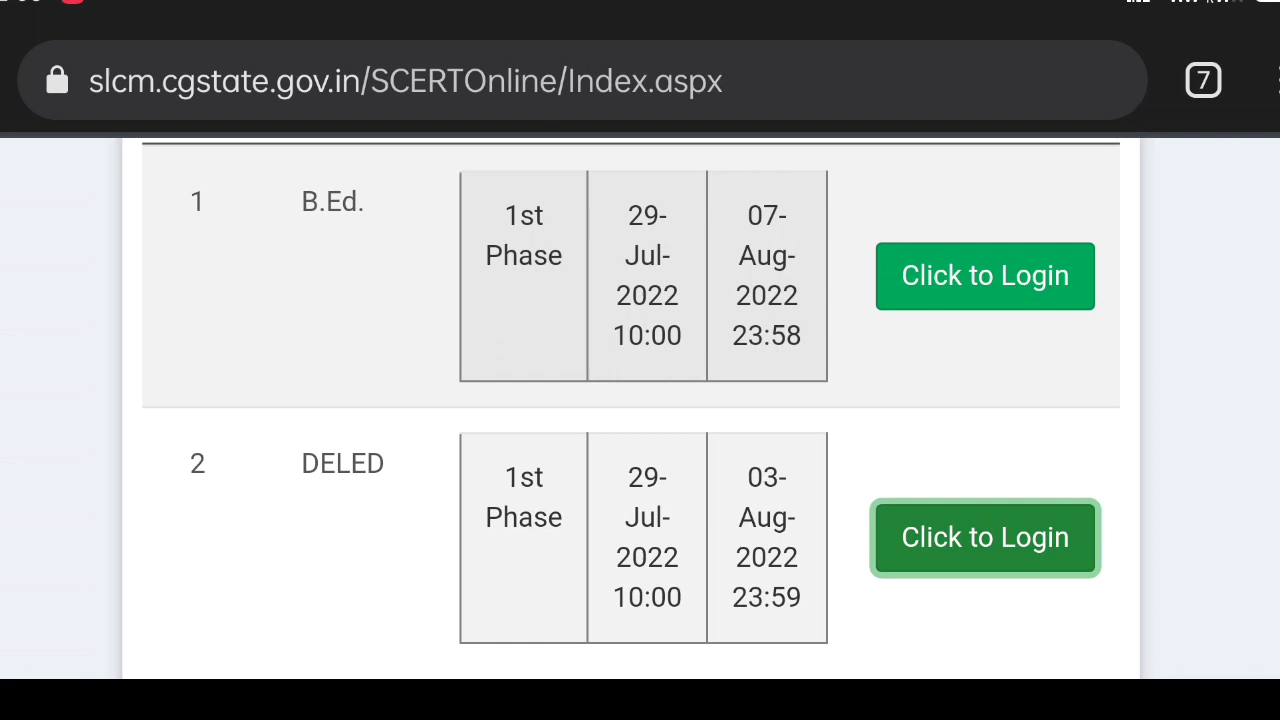 slcm.cgstate.gov.in/SCERTOnline/Index.aspx
7
1
B.Ed.
1st
Phase
29-
Jul-
2022
10:00
07-
Aug-
2022
23:58
Click to Login
2
DELED
1st
Phase
29-
Jul-
2022
10:00
03-
Aug-
2022
23:59
Click to Login